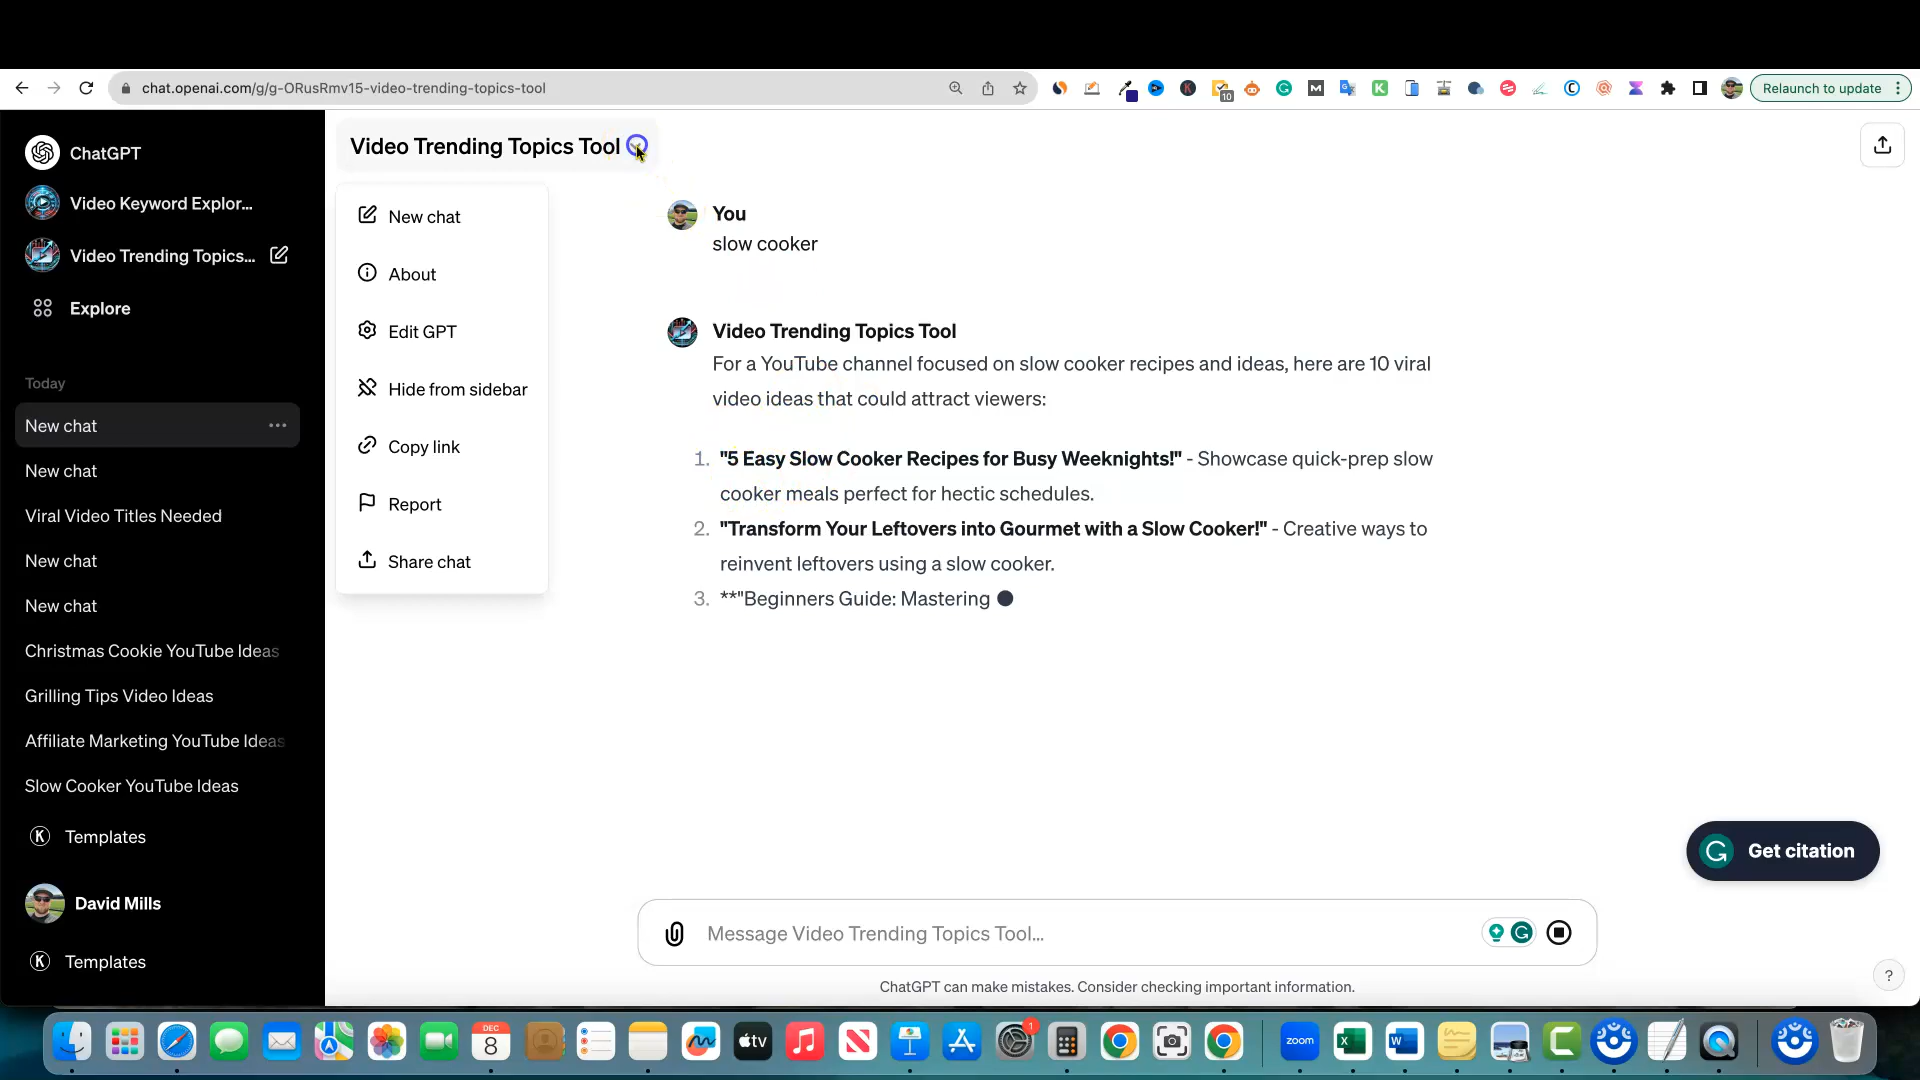 chat.openai.com/g/g-ORusRmv15-video-trending-topics-tool
10
M
K
C
Relaunch to update
ChatGPT
Video Keyword Explor...
Video Trending Topics...
Explore
Today
New chat
New chat
Viral Video Titles Needed
New chat
New chat
Christmas Cookie YouTube Ideas
Grilling Tips Video Ideas
Affiliate Marketing YouTube Ideas
Slow Cooker YouTube Ideas
K Templates
David Mills
K Templates
Video Trending Topics Tool
New chat
About
Edit GPT
Hide from sidebar
Copy link
Report
Share chat
You
slow cooker
Video Trending Topics Tool
For a YouTube channel focused on slow cooker recipes and ideas, here are 10 viral
video ideas that could attract viewers:
1. "5 Easy Slow Cooker Recipes for Busy Weeknights!" - Showcase quick-prep slow
cooker meals perfect for hectic schedules.
2. "Transform Your Leftovers into Gourmet with a Slow Cooker!" - Creative ways to
reinvent leftovers using a slow cooker.
3. **"Beginners Guide: Mastering
G Get citation
Message Video Trending Topics Tool...
ChatGPT can make mistakes. Consider checking important information.
?
DEC
8
tv
1
zoom
X
W
C